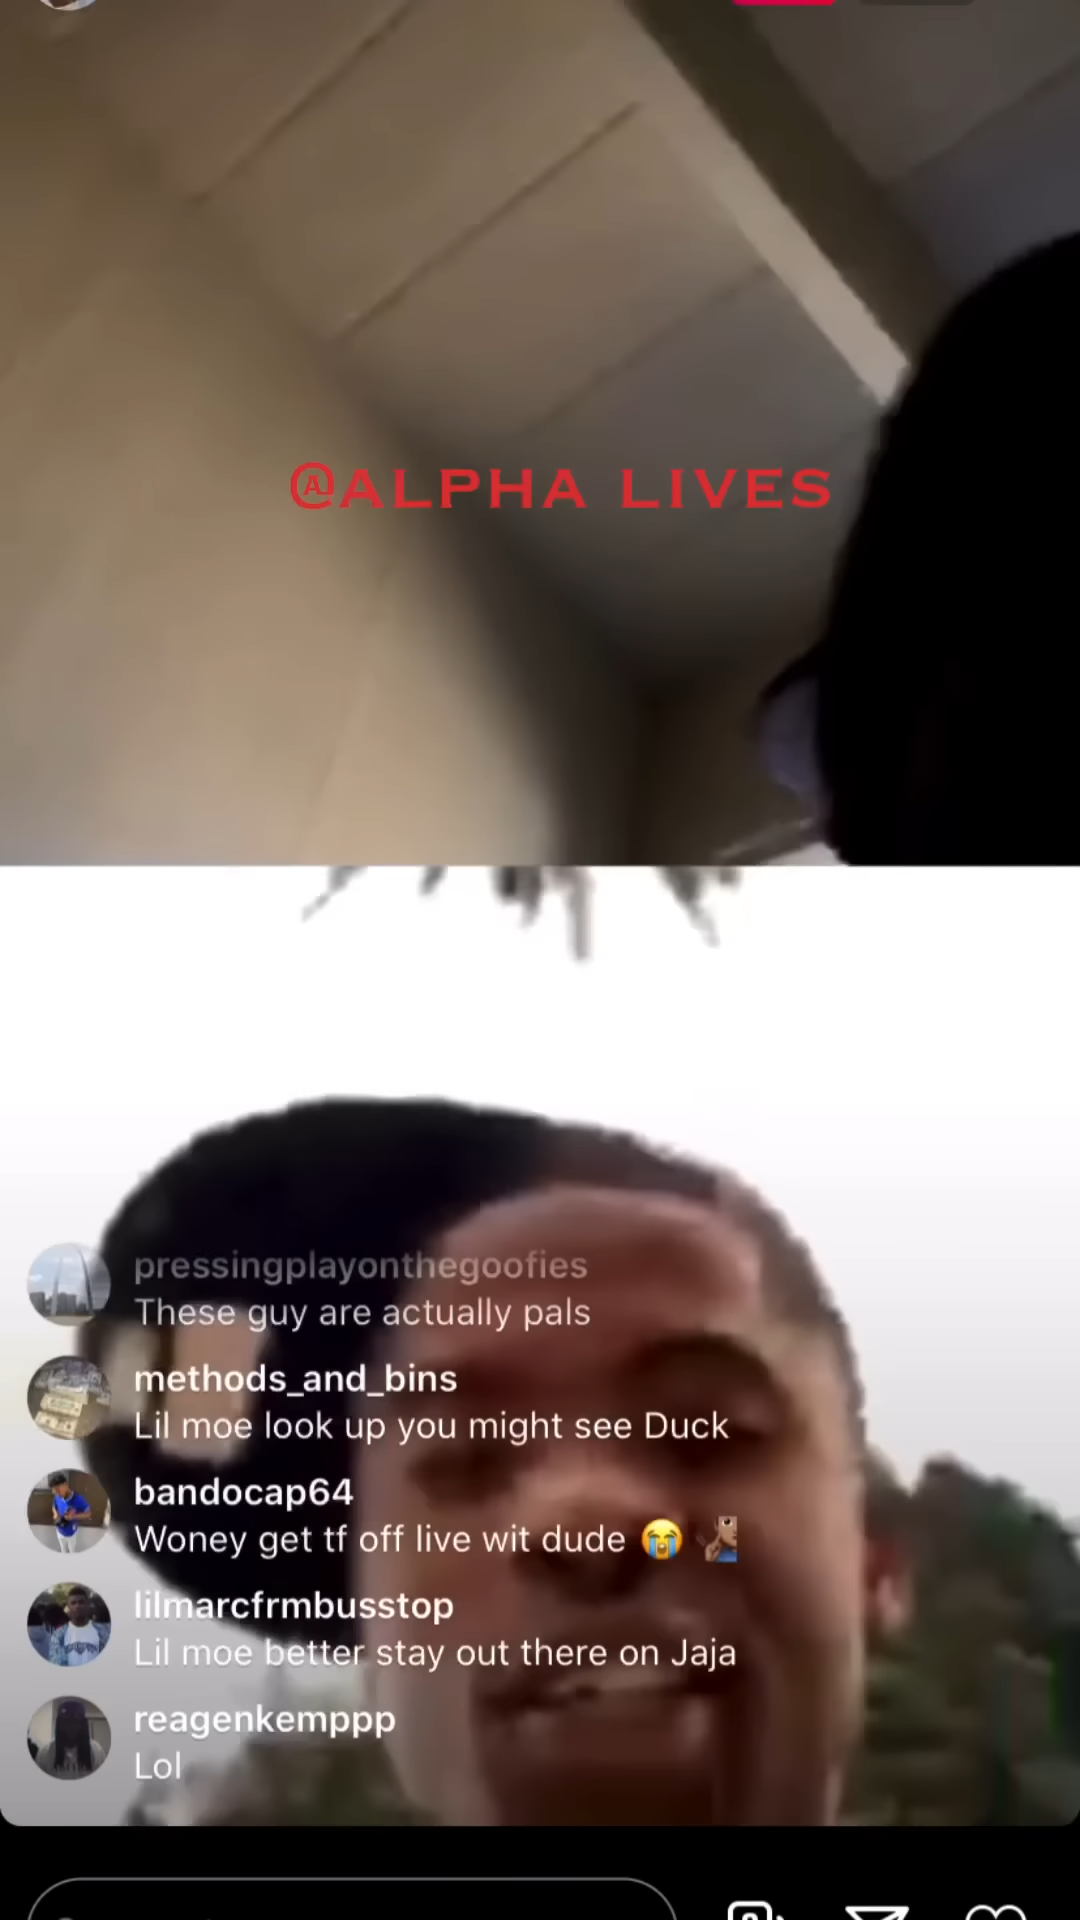 @ALPHA LIVES
pressingplayonthegoofies
These guy are actually pals
methods_and_bins
Lil moe look up you might see Duck
bandocap64
Woney get tf off live wit dude 😭 🤦🏽‍♂️
lilmarcfrmbusstop
Lil moe better stay out there on Jaja
reagenkemppp
Lol